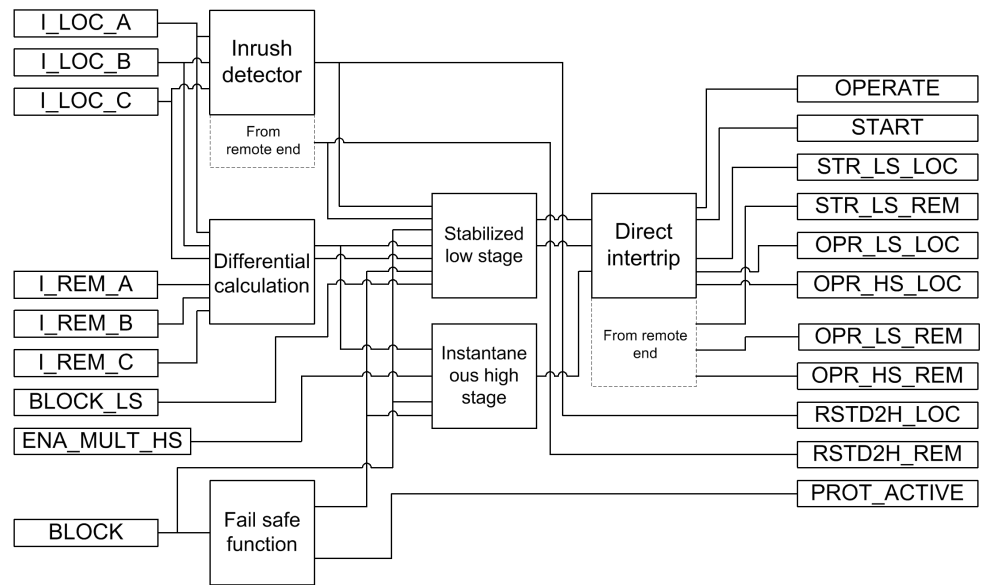 I_LOC_A
I_LOC_B
I_LOC_C
I_REM_A
I_REM_B
I_REM_C
BLOCK_LS
ENA_MULT_HS
BLOCK
Inrush
detector
From
remote end
Differential
calculation
Fail safe
function
Stabilized
low stage
Instantane
ous high
stage
Direct
intertrip
From remote
end
OPERATE
START
STR_LS_LOC
STR_LS_REM
OPR_LS_LOC
OPR_HS_LOC
OPR_LS_REM
OPR_HS_REM
RSTD2H_LOC
RSTD2H_REM
PROT_ACTIVE